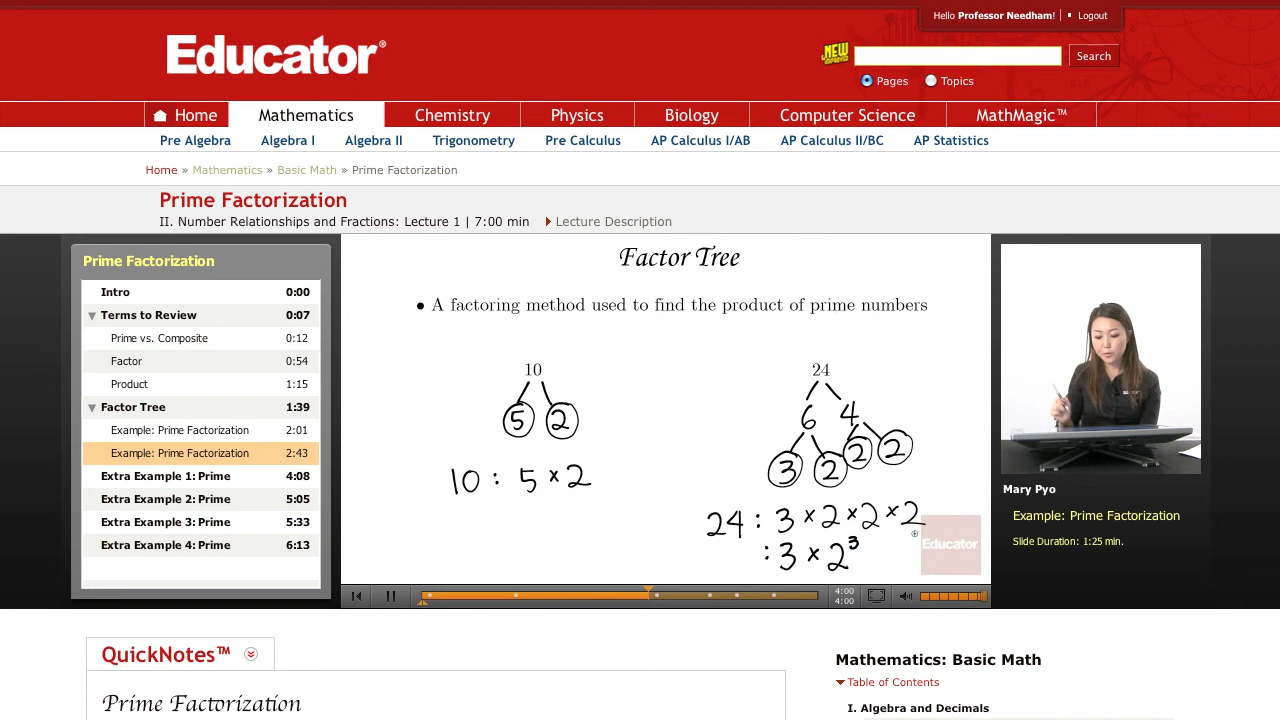 Hello Professor Needham! Logout
Educator®
NEW
Search
Pages Topics
Home Mathematics Chemistry Physics Biology Computer Science MathMagic™
Pre Algebra Algebra I Algebra II Trigonometry Pre Calculus AP Calculus I/AB AP Calculus II/BC AP Statistics
Home » Mathematics » Basic Math » Prime Factorization
Prime Factorization
II. Number Relationships and Fractions: Lecture 1 | 7:00 min Lecture Description
Prime Factorization
Intro 0:00
Terms to Review 0:07
Prime vs. Composite 0:12
Factor 0:54
Product 1:15
Factor Tree 1:39
Example: Prime Factorization 2:01
Example: Prime Factorization 2:43
Extra Example 1: Prime 4:08
Extra Example 2: Prime 5:05
Extra Example 3: Prime 5:33
Extra Example 4: Prime 6:13
Factor Tree
• A factoring method used to find the product of prime numbers
10
5 2
10 : 5 × 2
24
6 4
3 2 2 2
24 : 3 × 2 × 2 × 2
: 3 × 2³
Educator
4:00
4:00
Mary Pyo
Example: Prime Factorization
Slide Duration: 1:25 min.
QuickNotes™
Prime Factorization
Mathematics: Basic Math
Table of Contents
I. Algebra and Decimals